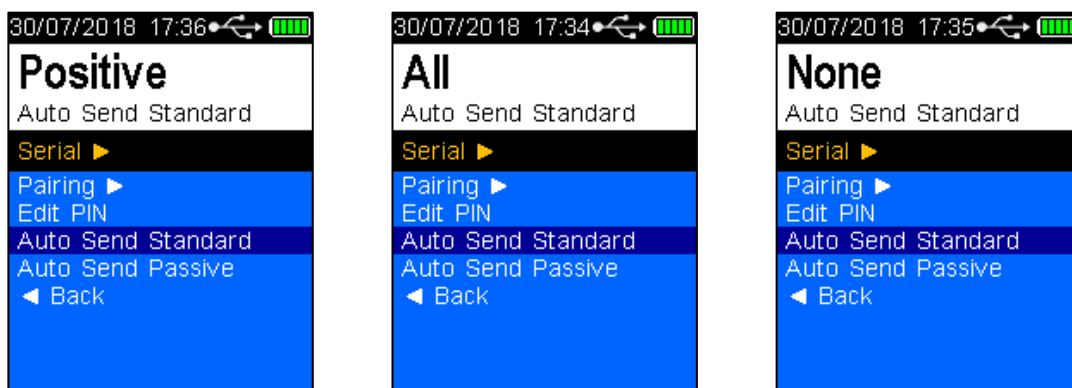 30/07/2018 17:36
Positive
Auto Send Standard
Serial ▶
Pairing ▶
Edit PIN
Auto Send Standard
Auto Send Passive
◀ Back
30/07/2018 17:34
All
Auto Send Standard
Serial ▶
Pairing ▶
Edit PIN
Auto Send Standard
Auto Send Passive
◀ Back
30/07/2018 17:35
None
Auto Send Standard
Serial ▶
Pairing ▶
Edit PIN
Auto Send Standard
Auto Send Passive
◀ Back